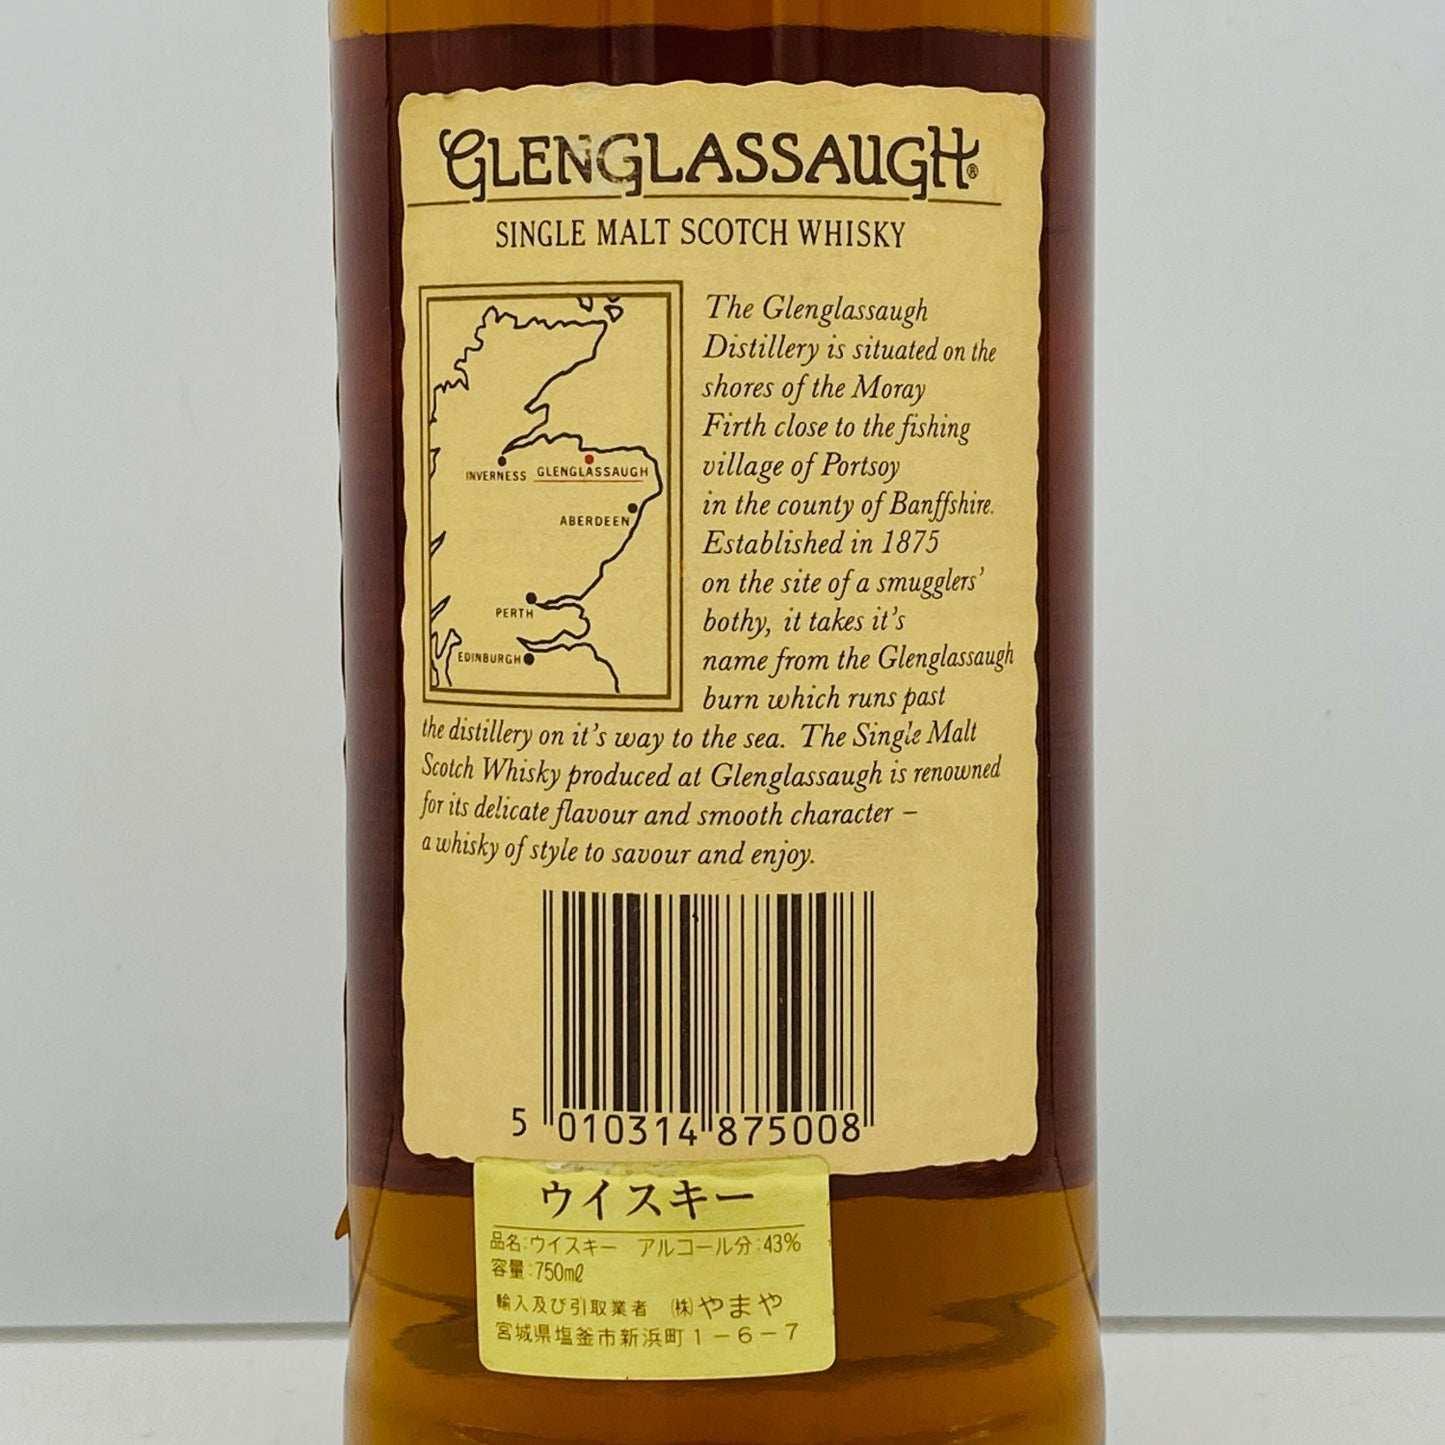 GLENGLASSAUGH®
SINGLE MALT SCOTCH WHISKY
INVERNESS
GLENGLASSAUGH
ABERDEEN
PERTH
EDINBURGH
The Glenglassaugh
Distillery is situated on the
shores of the Moray
Firth close to the fishing
village of Portsoy
in the county of Banffshire.
Established in 1875
on the site of a smugglers'
bothy, it takes it's
name from the Glenglassaugh
burn which runs past
the distillery on it's way to the sea. The Single Malt
Scotch Whisky produced at Glenglassaugh is renowned
for its delicate flavour and smooth character –
a whisky of style to savour and enjoy.
5 010314 875008
ウイスキー
品名:ウイスキー アルコール分:43%
容量:750mℓ
輸入及び引取業者 ㈱やまや
宮城県塩釜市新浜町1-6-7